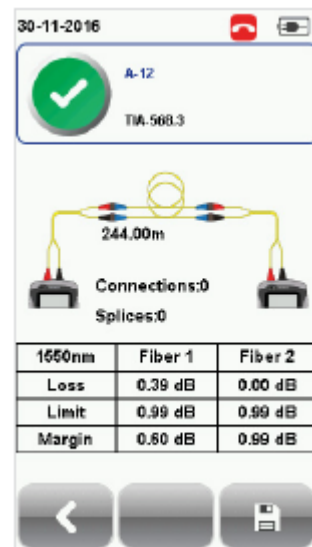 30-11-2016
A-12
TIA-568.3
244.00m
Connections:0
Splices:0
1550nm Fiber 1 Fiber 2
Loss 0.39 dB 0.00 dB
Limit 0.99 dB 0.99 dB
Margin 0.60 dB 0.99 dB